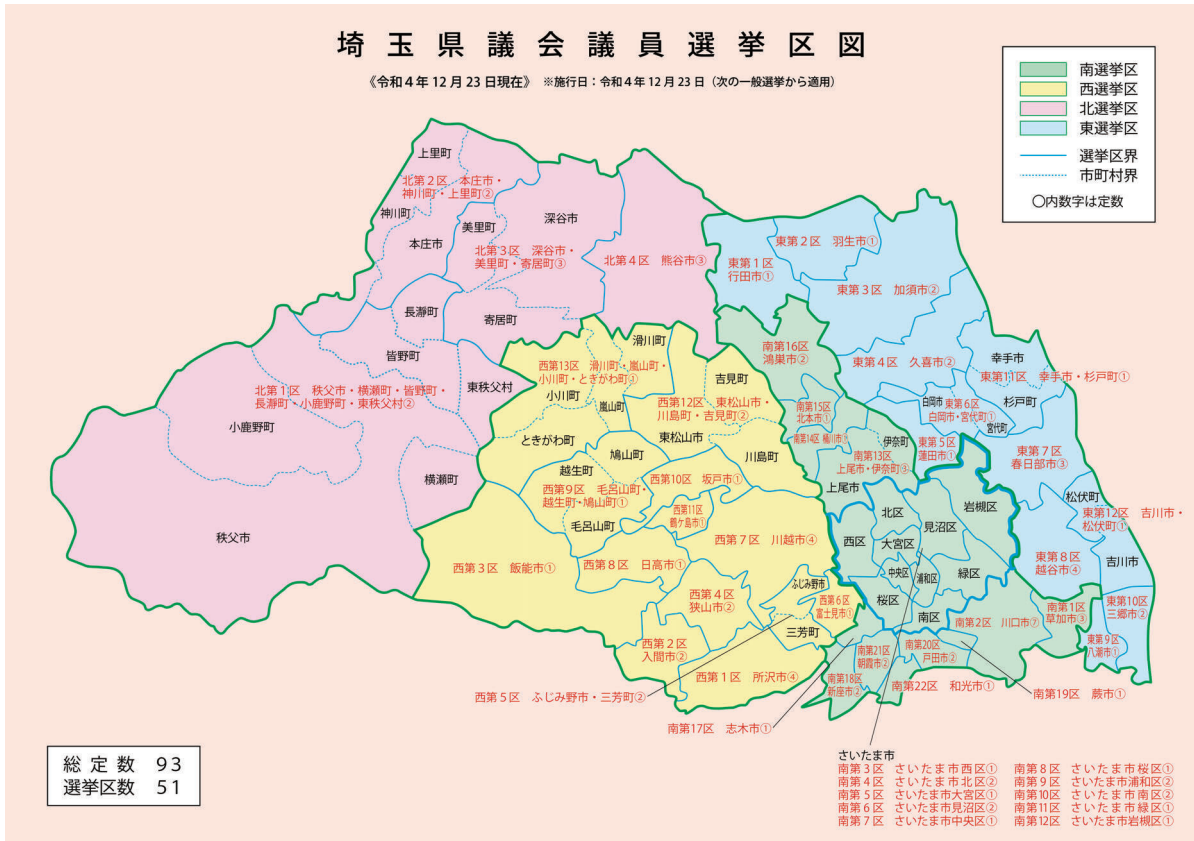 埼玉県議会議員選挙区図
《令和4年12月23日現在》 ※施行日:令和4年12月23日(次の一般選挙から適用)
南選挙区
西選挙区
北選挙区
東選挙区
選挙区界
市町村界
○内数字は定数
上里町
北第2区 本庄市・
神川町・上里町②
神川町
本庄市
美里町
深谷市
北第3区 深谷市・
美里町・寄居町③
北第4区 熊谷市③
長瀞町
寄居町
皆野町
東秩父村
北第1区 秩父市・横瀬町・皆野町・
長瀞町・小鹿野町・東秩父村②
小鹿野町
横瀬町
秩父市
東第2区 羽生市①
東第1区
行田市①
東第3区 加須市②
東第4区 久喜市②
幸手市
東第11区 幸手市・杉戸町①
白岡市
東第6区
白岡市・宮代町①
杉戸町
宮代町
東第5区
蓮田市①
東第7区
春日部市③
松伏町
東第12区 吉川市・
松伏町①
東第8区
越谷市④
吉川市
東第10区
三郷市②
東第9区
八潮市①
滑川町
西第13区 滑川町・嵐山町・
小川町・ときがわ町②
小川町
嵐山町
吉見町
西第12区 東松山市・
川島町・吉見町②
ときがわ町
東松山市
鳩山町
川島町
越生町
西第9区 毛呂山町・
越生町・鳩山町①
西第10区 坂戸市①
西第11区
鶴ケ島市①
毛呂山町
西第7区 川越市④
西第3区 飯能市①
西第8区 日高市①
西第4区
狭山市②
ふじみ野市
西第6区
富士見市①
三芳町
西第2区
入間市②
西第1区 所沢市④
西第5区 ふじみ野市・三芳町②
南第16区
鴻巣市②
南第15区
北本市①
南第14区 桶川市①
伊奈町
南第13区
上尾市・伊奈町③
上尾市
岩槻区
北区
見沼区
西区
大宮区
中央区
浦和区
緑区
桜区
南区
南第2区 川口市⑦
南第1区
草加市③
南第21区
朝霞市②
南第20区
戸田市②
南第18区
新座市②
南第22区 和光市①
南第19区 蕨市①
南第17区 志木市①
さいたま市
南第3区 さいたま市西区①
南第4区 さいたま市北区②
南第5区 さいたま市大宮区①
南第6区 さいたま市見沼区②
南第7区 さいたま市中央区①
南第8区 さいたま市桜区①
南第9区 さいたま市浦和区②
南第10区 さいたま市南区②
南第11区 さいたま市緑区①
南第12区 さいたま市岩槻区①
総定数 93
選挙区数 51